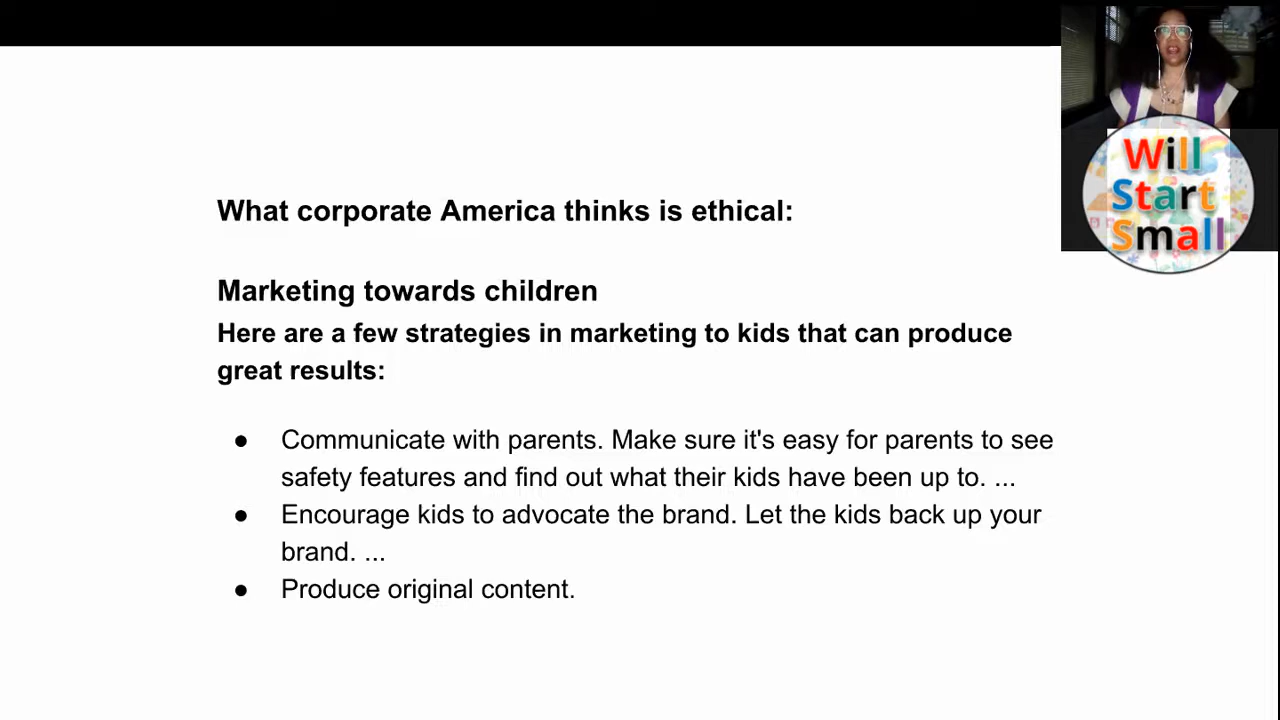 What corporate America thinks is ethical:
Marketing towards children
Here are a few strategies in marketing to kids that can produce
great results:
● Communicate with parents. Make sure it's easy for parents to see
safety features and find out what their kids have been up to. ...
● Encourage kids to advocate the brand. Let the kids back up your
brand. ...
● Produce original content.
Will
Start
Small